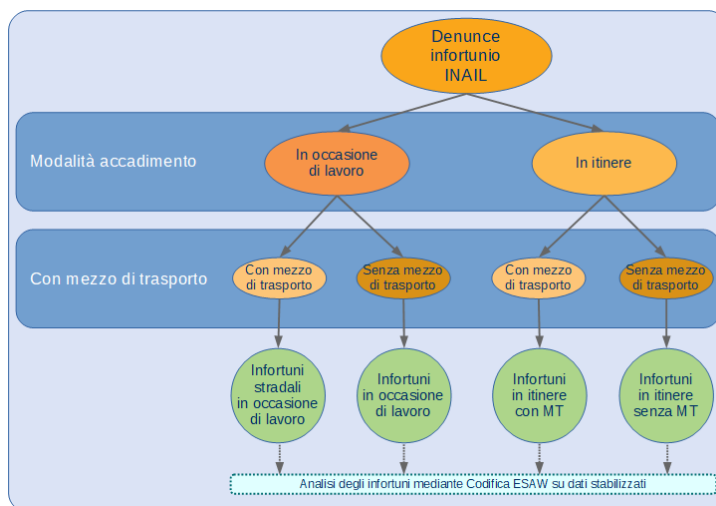 Denunce
infortunio
INAIL
Modalità accadimento
In occasione
di lavoro
In itinere
Con mezzo di trasporto
Con mezzo
di trasporto
Senza mezzo
di trasporto
Con mezzo
di trasporto
Senza mezzo
di trasporto
Infortuni
stradali
in occasione
di lavoro
Infortuni
in occasione
di lavoro
Infortuni
in itinere
con MT
Infortuni
in itinere
senza MT
Analisi degli infortuni mediante Codifica ESAW su dati stabilizzati